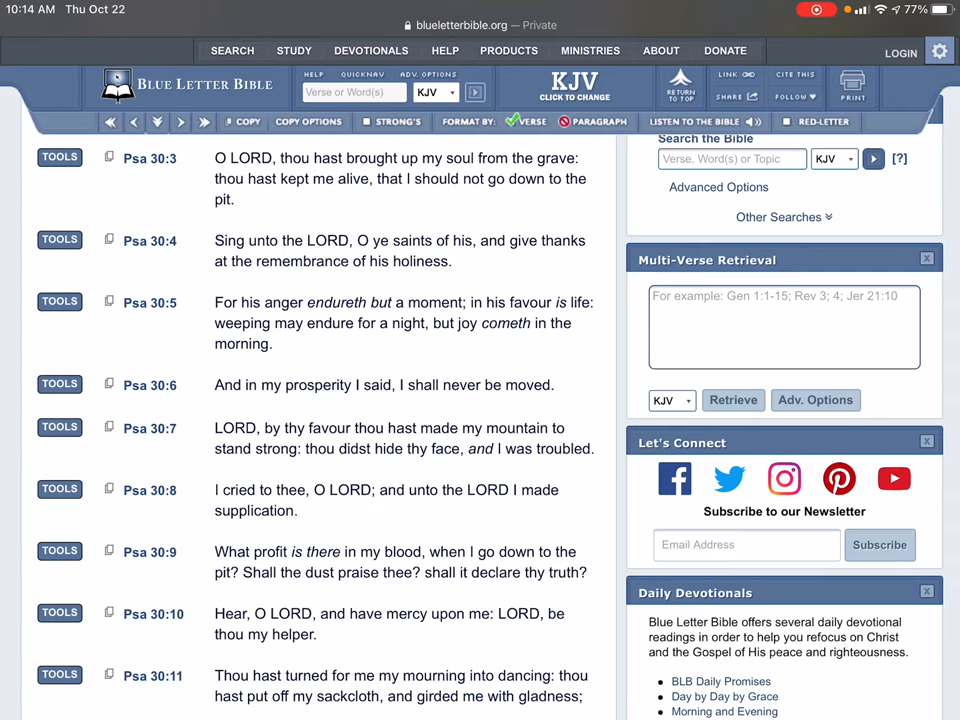 10:14 AM Thu Oct 22
77%
blueletterbible.org — Private
SEARCH STUDY DEVOTIONALS HELP PRODUCTS MINISTRIES ABOUT DONATE
LOGIN
BLUE LETTER BIBLE
HELP QUICKNAV ADV. OPTIONS
Verse or Word(s) KJV
KJV
CLICK TO CHANGE
RETURN
TO TOP
LINK CITE THIS
SHARE FOLLOW
PRINT
COPY COPY OPTIONS STRONG'S FORMAT BY: VERSE PARAGRAPH LISTEN TO THE BIBLE RED-LETTER
TOOLS Psa 30:3 O LORD, thou hast brought up my soul from the grave:
thou hast kept me alive, that I should not go down to the
pit.
TOOLS Psa 30:4 Sing unto the LORD, O ye saints of his, and give thanks
at the remembrance of his holiness.
TOOLS Psa 30:5 For his anger endureth but a moment; in his favour is life:
weeping may endure for a night, but joy cometh in the
morning.
TOOLS Psa 30:6 And in my prosperity I said, I shall never be moved.
TOOLS Psa 30:7 LORD, by thy favour thou hast made my mountain to
stand strong: thou didst hide thy face, and I was troubled.
TOOLS Psa 30:8 I cried to thee, O LORD; and unto the LORD I made
supplication.
TOOLS Psa 30:9 What profit is there in my blood, when I go down to the
pit? Shall the dust praise thee? shall it declare thy truth?
TOOLS Psa 30:10 Hear, O LORD, and have mercy upon me: LORD, be
thou my helper.
TOOLS Psa 30:11 Thou hast turned for me my mourning into dancing: thou
hast put off my sackcloth, and girded me with gladness;
Search the Bible
Verse, Word(s) or Topic KJV [?]
Advanced Options
Other Searches
Multi-Verse Retrieval X
For example: Gen 1:1-15; Rev 3; 4; Jer 21:10
KJV Retrieve Adv. Options
Let's Connect X
Subscribe to our Newsletter
Email Address Subscribe
Daily Devotionals X
Blue Letter Bible offers several daily devotional
readings in order to help you refocus on Christ
and the Gospel of His peace and righteousness.
BLB Daily Promises
Day by Day by Grace
Morning and Evening